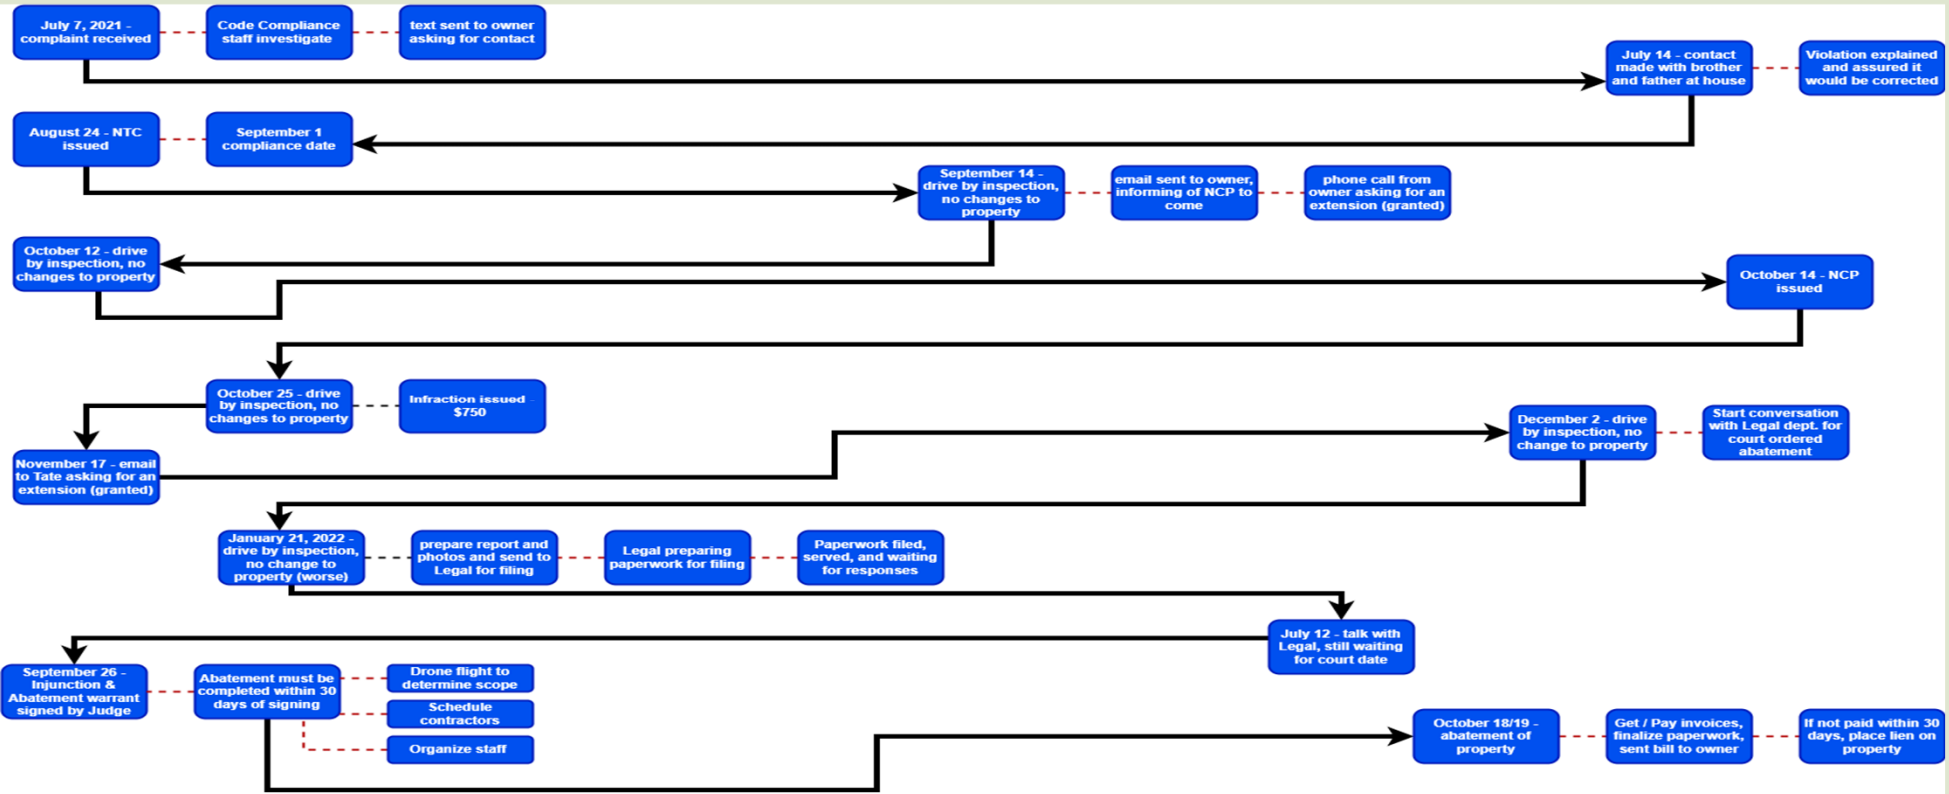 July 7, 2021 -
complaint received
Code Compliance
staff investigate
text sent to owner
asking for contact
July 14 - contact
made with brother
and father at house
Violation explained
and assured it
would be corrected
August 24 - NTC
issued
September 1
compliance date
September 14 -
drive by inspection,
no changes to
property
email sent to owner,
informing of NCP to
come
phone call from
owner asking for an
extension (granted)
October 12 - drive
by inspection, no
changes to property
October 14 - NCP
issued
October 25 - drive
by inspection, no
changes to property
Infraction issued -
$750
November 17 - email
to Tate asking for an
extension (granted)
December 2 - drive
by inspection, no
change to property
Start conversation
with Legal dept. for
court ordered
abatement
January 21, 2022 -
drive by inspection,
no change to
property (worse)
prepare report and
photos and send to
Legal for filing
Legal preparing
paperwork for filing
Paperwork filed,
served, and waiting
for responses
July 12 - talk with
Legal, still waiting
for court date
September 26 -
Injunction &
Abatement warrant
signed by Judge
Abatement must be
completed within 30
days of signing
Drone flight to
determine scope
Schedule
contractors
Organize staff
October 18/19 -
abatement of
property
Get / Pay invoices,
finalize paperwork,
sent bill to owner
If not paid within 30
days, place lien on
property